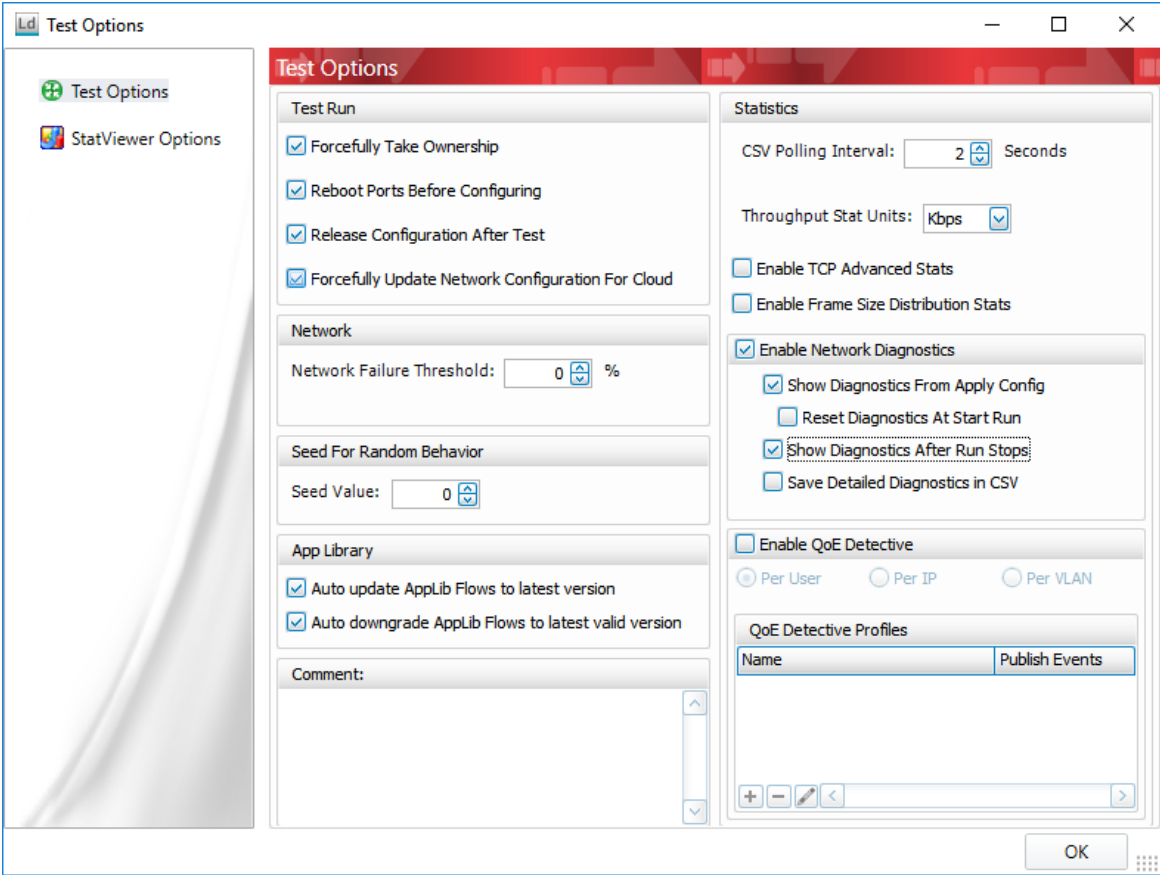 Ld Test Options
Test Options
StatViewer Options
Test Options
Test Run
Forcefully Take Ownership
Reboot Ports Before Configuring
Release Configuration After Test
Forcefully Update Network Configuration For Cloud
Network
Network Failure Threshold: 0 %
Seed For Random Behavior
Seed Value: 0
App Library
Auto update AppLib Flows to latest version
Auto downgrade AppLib Flows to latest valid version
Comment:
Statistics
CSV Polling Interval: 2 Seconds
Throughput Stat Units: Kbps
Enable TCP Advanced Stats
Enable Frame Size Distribution Stats
Enable Network Diagnostics
Show Diagnostics From Apply Config
Reset Diagnostics At Start Run
Show Diagnostics After Run Stops
Save Detailed Diagnostics in CSV
Enable QoE Detective
Per User Per IP Per VLAN
QoE Detective Profiles
Name Publish Events
OK